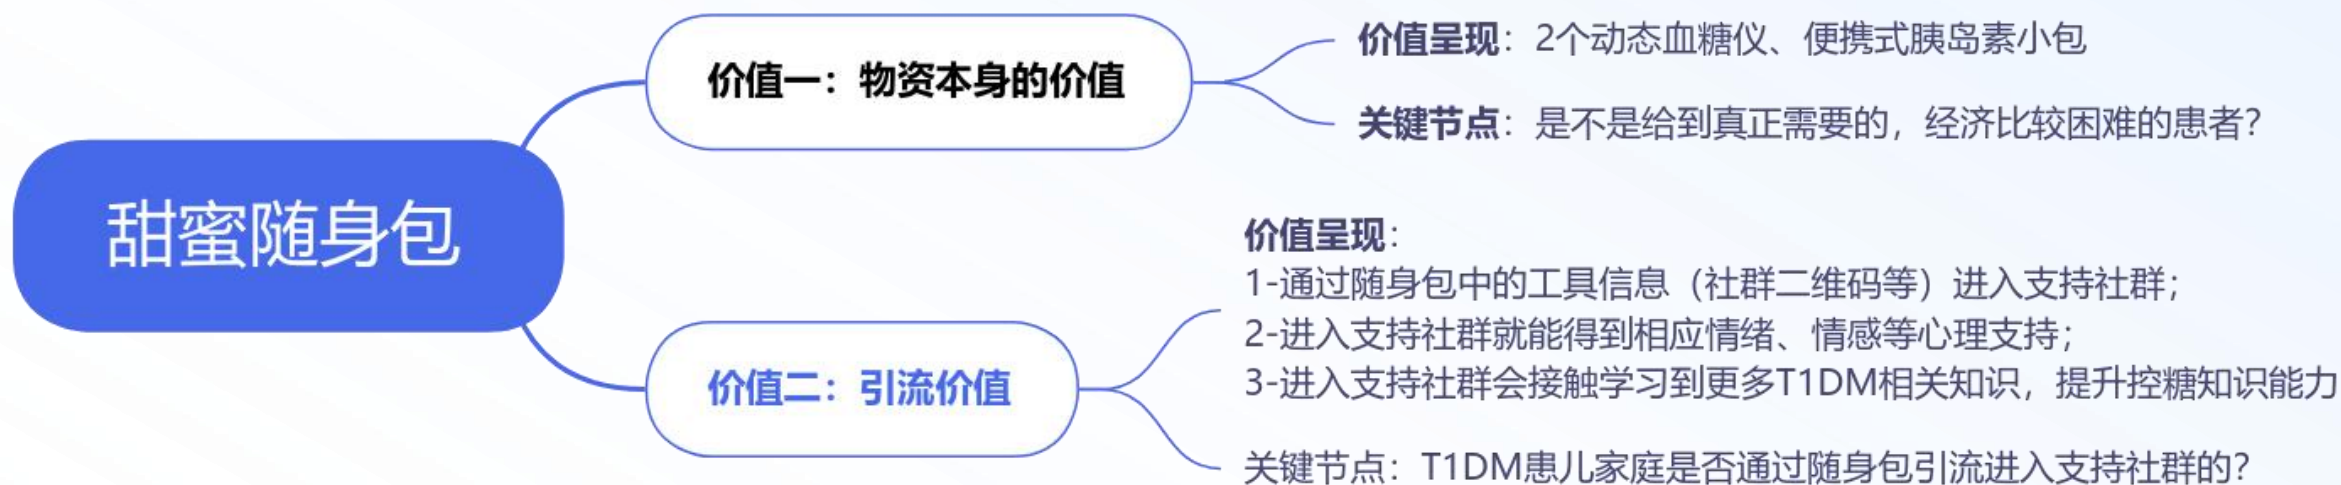 甜蜜随身包
价值一：物资本身的价值
价值呈现：2个动态血糖仪、便携式胰岛素小包
关键节点：是不是给到真正需要的，经济比较困难的患者？
价值二：引流价值
价值呈现：
1-通过随身包中的工具信息（社群二维码等）进入支持社群；
2-进入支持社群就能得到相应情绪、情感等心理支持；
3-进入支持社群会接触学习到更多T1DM相关知识，提升控糖知识能力
关键节点：T1DM患儿家庭是否通过随身包引流进入支持社群的？